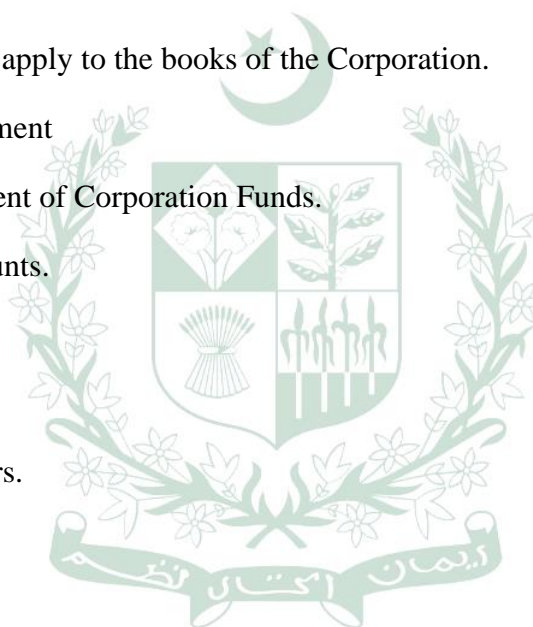 apply to the books of the Corporation.
ment
ent of Corporation Funds.
unts.
rs.
ایمان اتحاد نظم